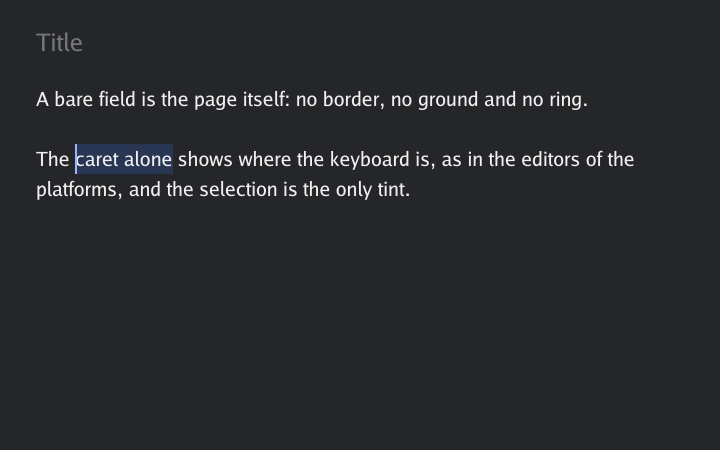 Title
A bare field is the page itself: no border, no ground and no ring.
The caret alone shows where the keyboard is, as in the editors of the
platforms, and the selection is the only tint.